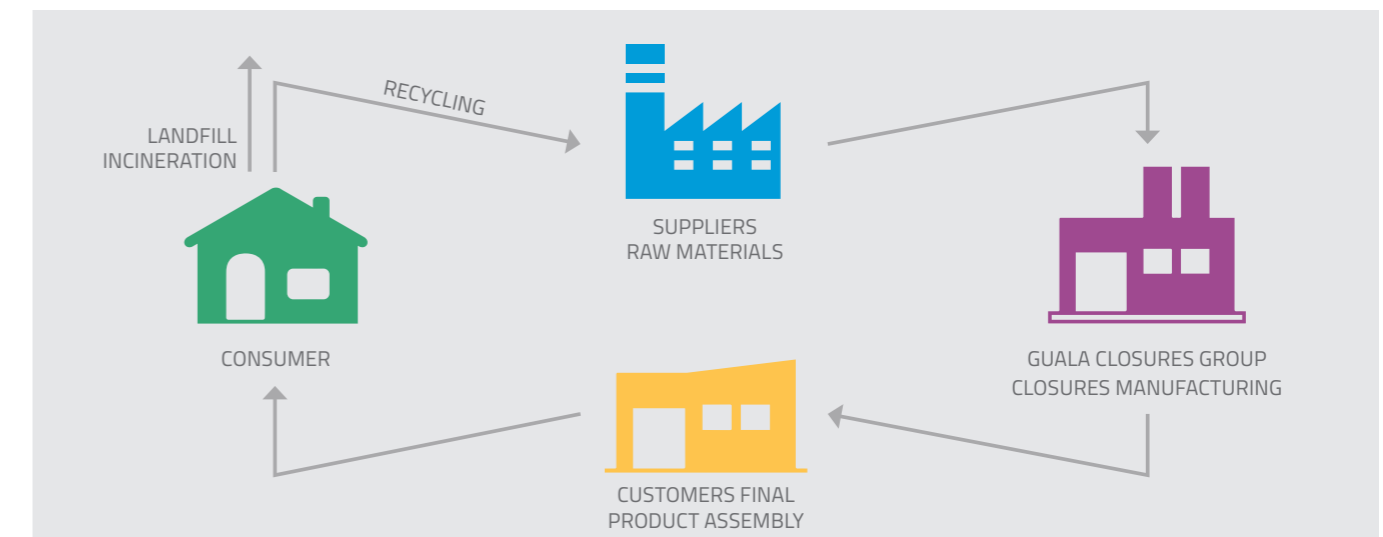 RECYCLING
LANDFILL
INCINERATION
SUPPLIERS
RAW MATERIALS
CONSUMER
GUALA CLOSURES GROUP
CLOSURES MANUFACTURING
CUSTOMERS FINAL
PRODUCT ASSEMBLY